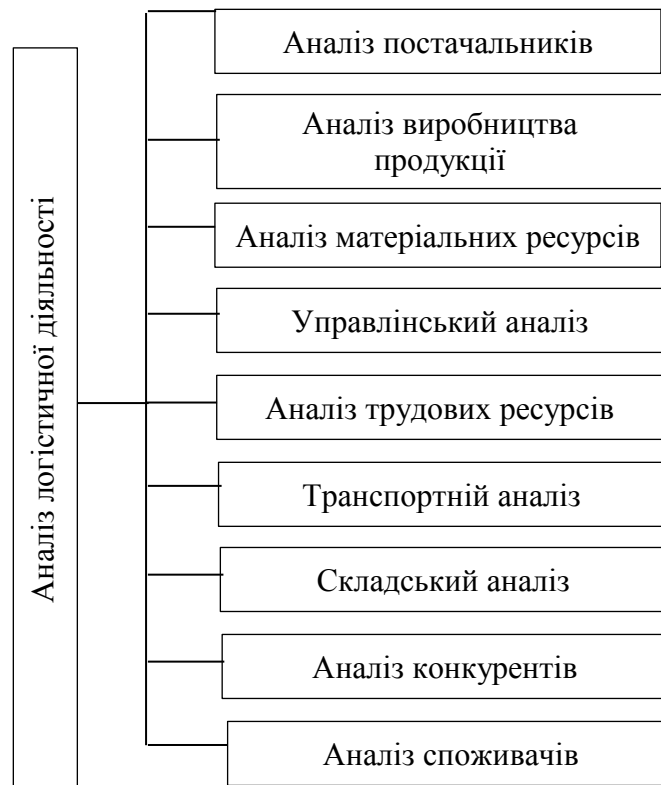 Аналіз логістичної діяльності
Аналіз постачальників
Аналіз виробництва
продукції
Аналіз матеріальних ресурсів
Управлінський аналіз
Аналіз трудових ресурсів
Транспортній аналіз
Складський аналіз
Аналіз конкурентів
Аналіз споживачів